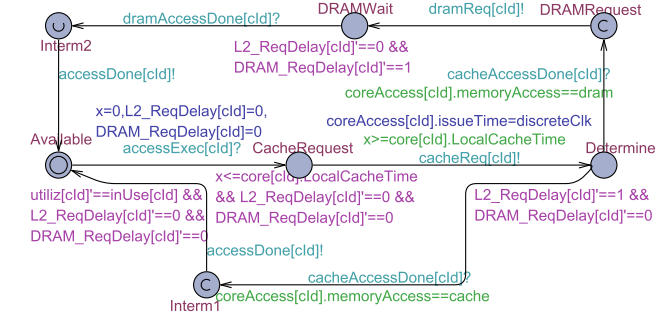 dramAccessDone[cId]?
DRAMWait
dramReq[cId]!
DRAMRequest
C
Interm2
L2_ReqDelay[cId]'==0 &&
DRAM_ReqDelay[cId]'==1
accessDone[cId]!
cacheAccessDone[cId]?
coreAccess[cId].memoryAccess==dram
x=0,L2_ReqDelay[cId]=0,
DRAM_ReqDelay[cId]=0
coreAccess[cId].issueTime=discreteClk
Available
accessExec[cId]?
CacheRequest
x>=core[cId].LocalCacheTime
cacheReq[cId]!
Determine
utiliz[cId]'==inUse[cId] &&
L2_ReqDelay[cId]'==0 &&
DRAM_ReqDelay[cId]'==0
x<=core[cId].LocalCacheTime
&& L2_ReqDelay[cId]'==0 &&
DRAM_ReqDelay[cId]'==0
L2_ReqDelay[cId]'==1 &&
DRAM_ReqDelay[cId]'==0
accessDone[cId]!
C
cacheAccessDone[cId]?
Interm1
coreAccess[cId].memoryAccess==cache